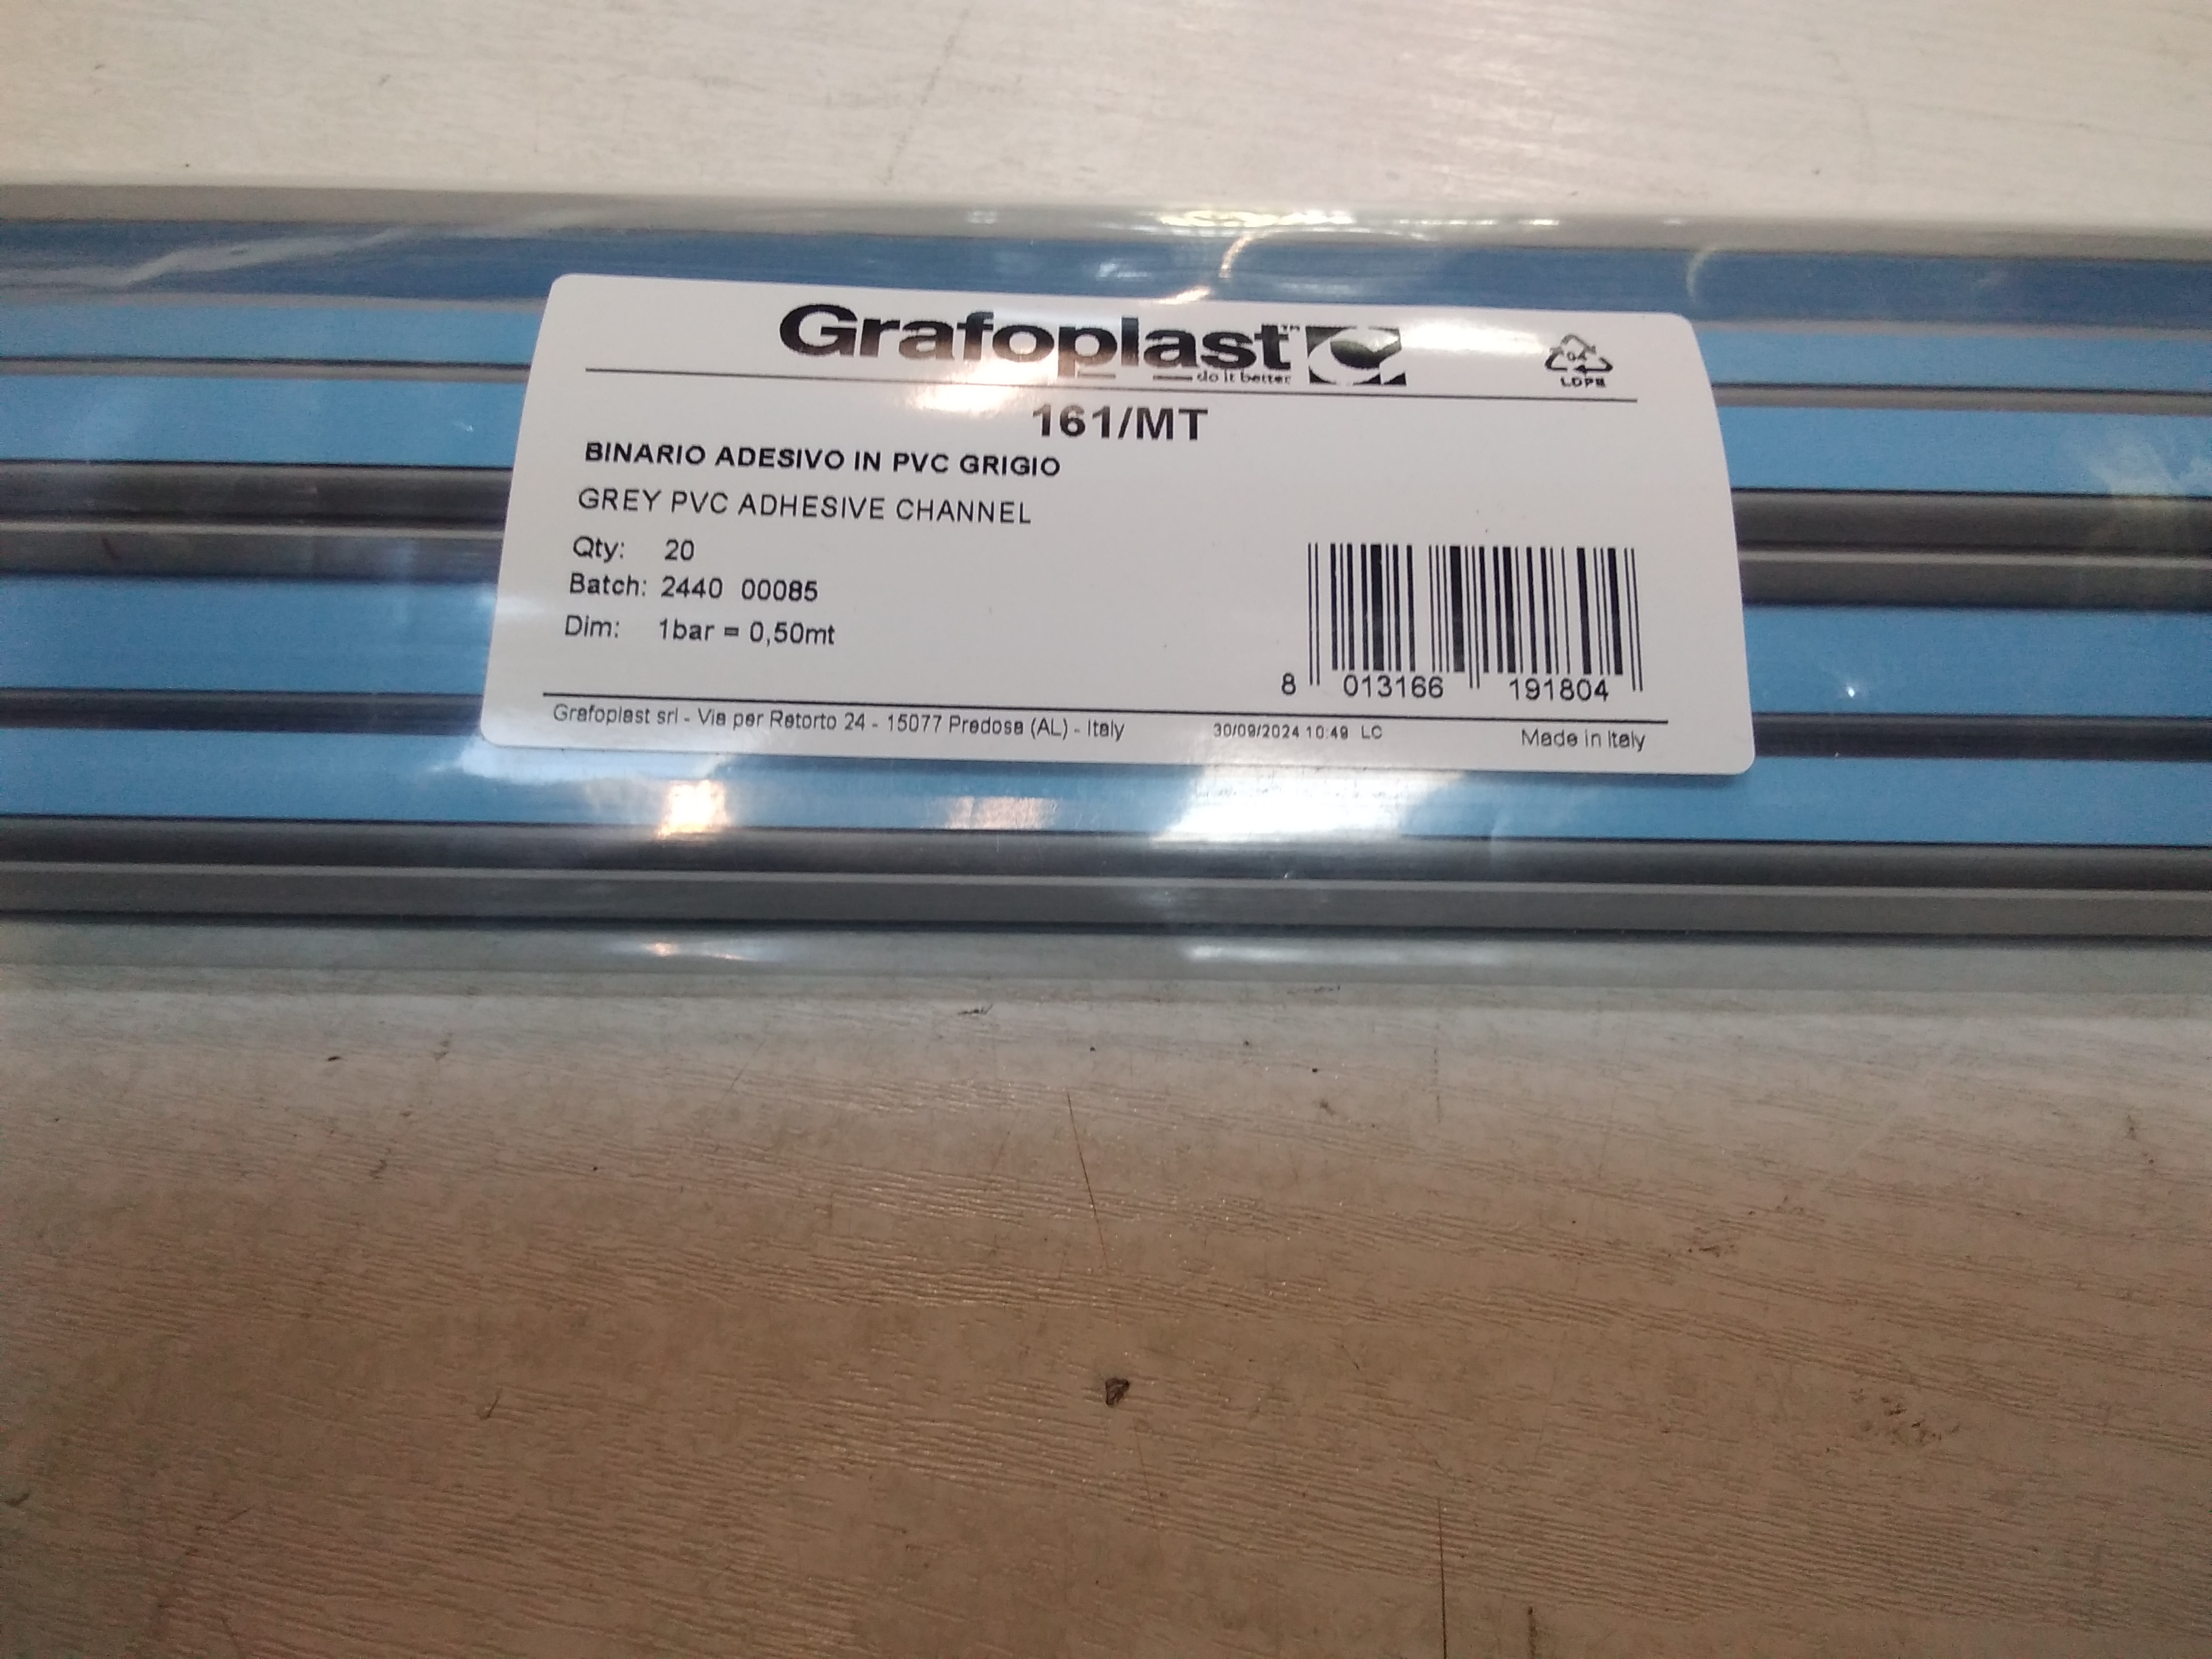 Grafoplast™
do it better
04
LDPE
161/MT
BINARIO ADESIVO IN PVC GRIGIO
GREY PVC ADHESIVE CHANNEL
Qty: 20
Batch: 2440 00085
Dim: 1bar = 0,50mt
8 013166 191804
Grafoplast srl - Via per Retorto 24 - 15077 Predosa (AL) - Italy
30/09/2024 10:49 LC
Made in Italy